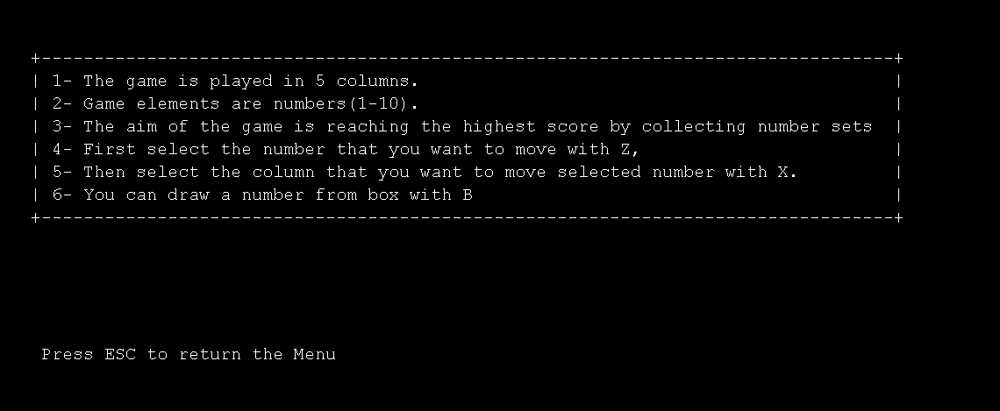 +---------------------------------------------------------------------------------+
| 1- The game is played in 5 columns. |
| 2- Game elements are numbers(1-10). |
| 3- The aim of the game is reaching the highest score by collecting number sets |
| 4- First select the number that you want to move with Z, |
| 5- Then select the column that you want to move selected number with X. |
| 6- You can draw a number from box with B |
+---------------------------------------------------------------------------------+
Press ESC to return the Menu